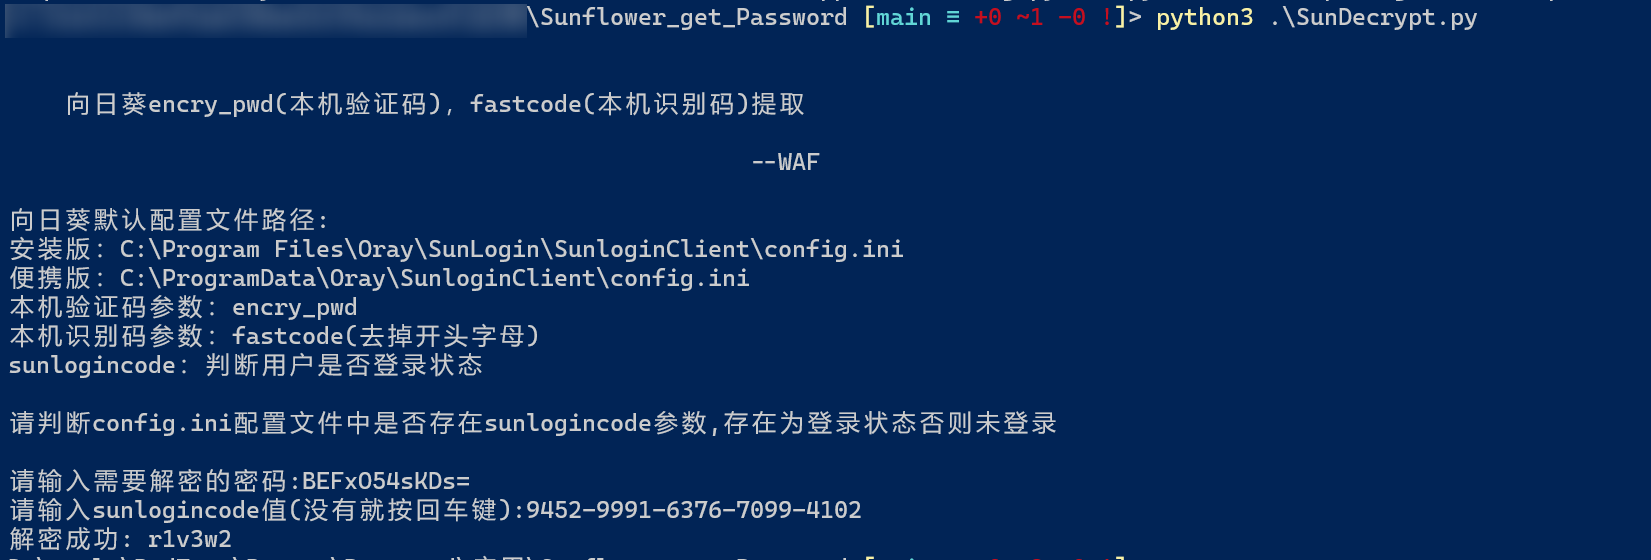 \Sunflower_get_Password [main ≡ +0 ~1 -0 !]> python3 .\SunDecrypt.py
向日葵encry_pwd(本机验证码), fastcode(本机识别码)提取
--WAF
向日葵默认配置文件路径:
安装版: C:\Program Files\Oray\SunLogin\SunloginClient\config.ini
便携版: C:\ProgramData\Oray\SunloginClient\config.ini
本机验证码参数: encry_pwd
本机识别码参数: fastcode(去掉开头字母)
sunlogincode: 判断用户是否登录状态
请判断config.ini配置文件中是否存在sunlogincode参数,存在为登录状态否则未登录
请输入需要解密的密码:BEFxO54sKDs=
请输入sunlogincode值(没有就按回车键):9452-9991-6376-7099-4102
解密成功: r1v3w2